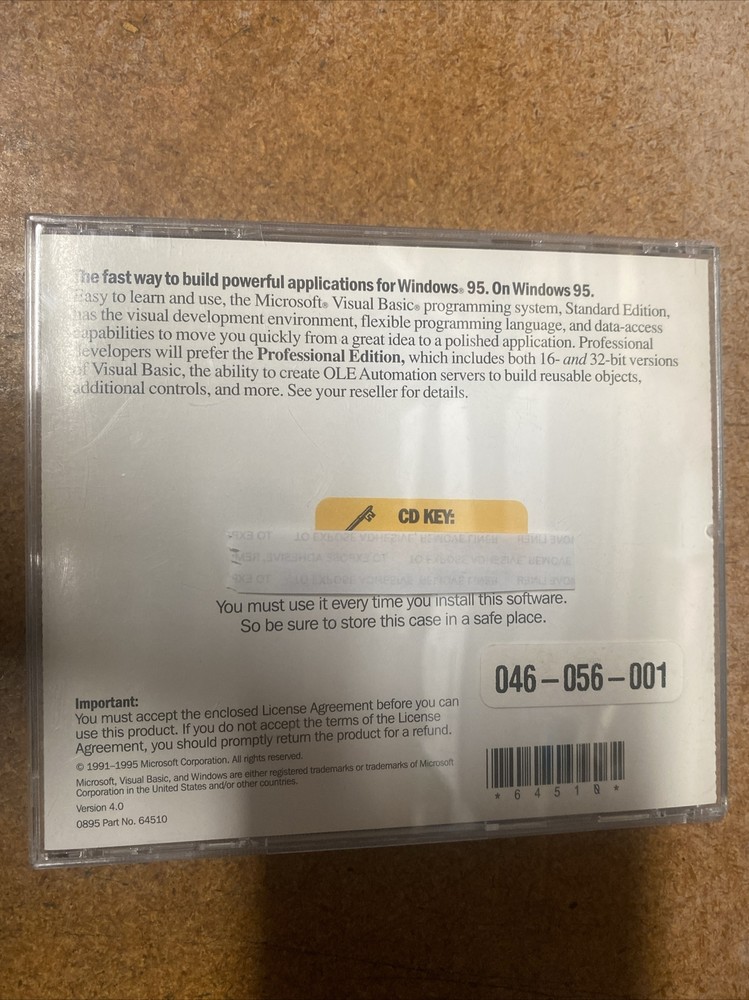 The fast way to build powerful applications for Windows® 95. On Windows 95.
Easy to learn and use, the Microsoft® Visual Basic® programming system, Standard Edition,
has the visual development environment, flexible programming language, and data-access
capabilities to move you quickly from a great idea to a polished application. Professional
developers will prefer the Professional Edition, which includes both 16- and 32-bit versions
of Visual Basic, the ability to create OLE Automation servers to build reusable objects,
additional controls, and more. See your reseller for details.
CD KEY:
You must use it every time you install this software.
So be sure to store this case in a safe place.
046-056-001
Important:
You must accept the enclosed License Agreement before you can
use this product. If you do not accept the terms of the License
Agreement, you should promptly return the product for a refund.
© 1991–1995 Microsoft Corporation. All rights reserved.
Microsoft, Visual Basic, and Windows are either registered trademarks or trademarks of Microsoft
Corporation in the United States and/or other countries.
Version 4.0
0895 Part No. 64510
*64510*